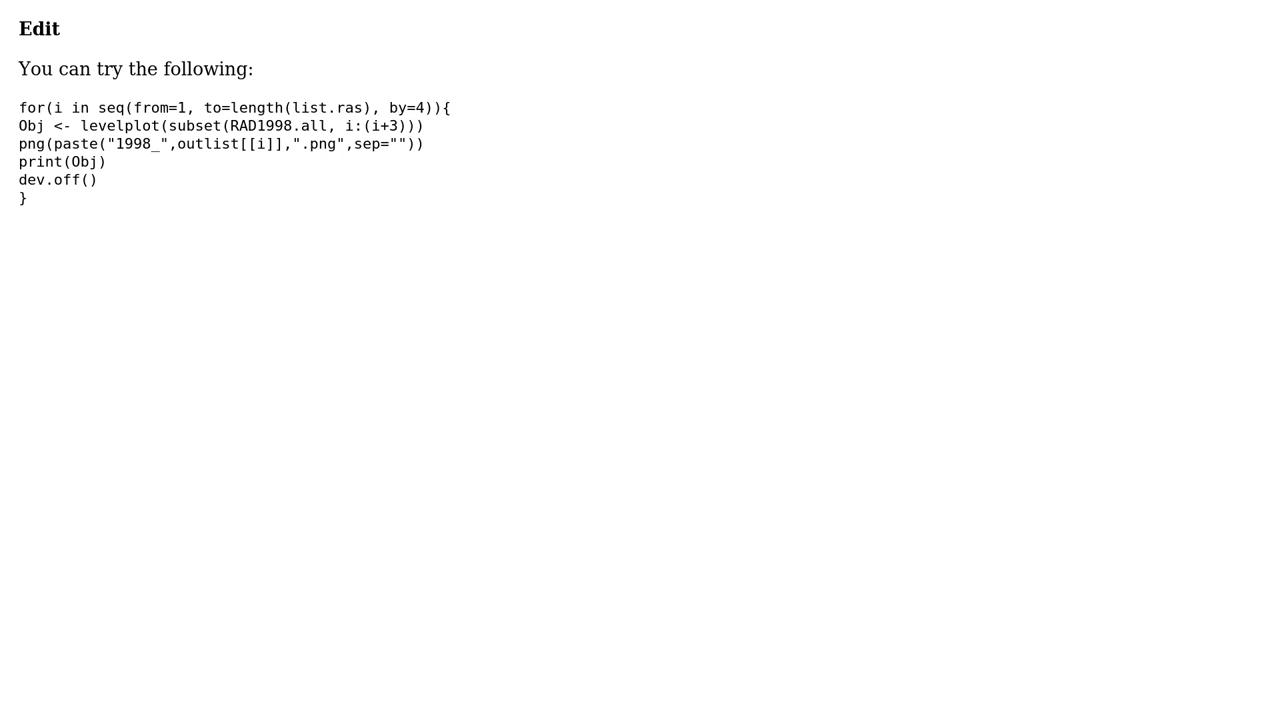 Edit
You can try the following:
for(i in seq(from=1, to=length(list.ras), by=4)){
Obj <- levelplot(subset(RAD1998.all, i:(i+3)))
png(paste("1998_",outlist[[i]],".png",sep=""))
print(Obj)
dev.off()
}